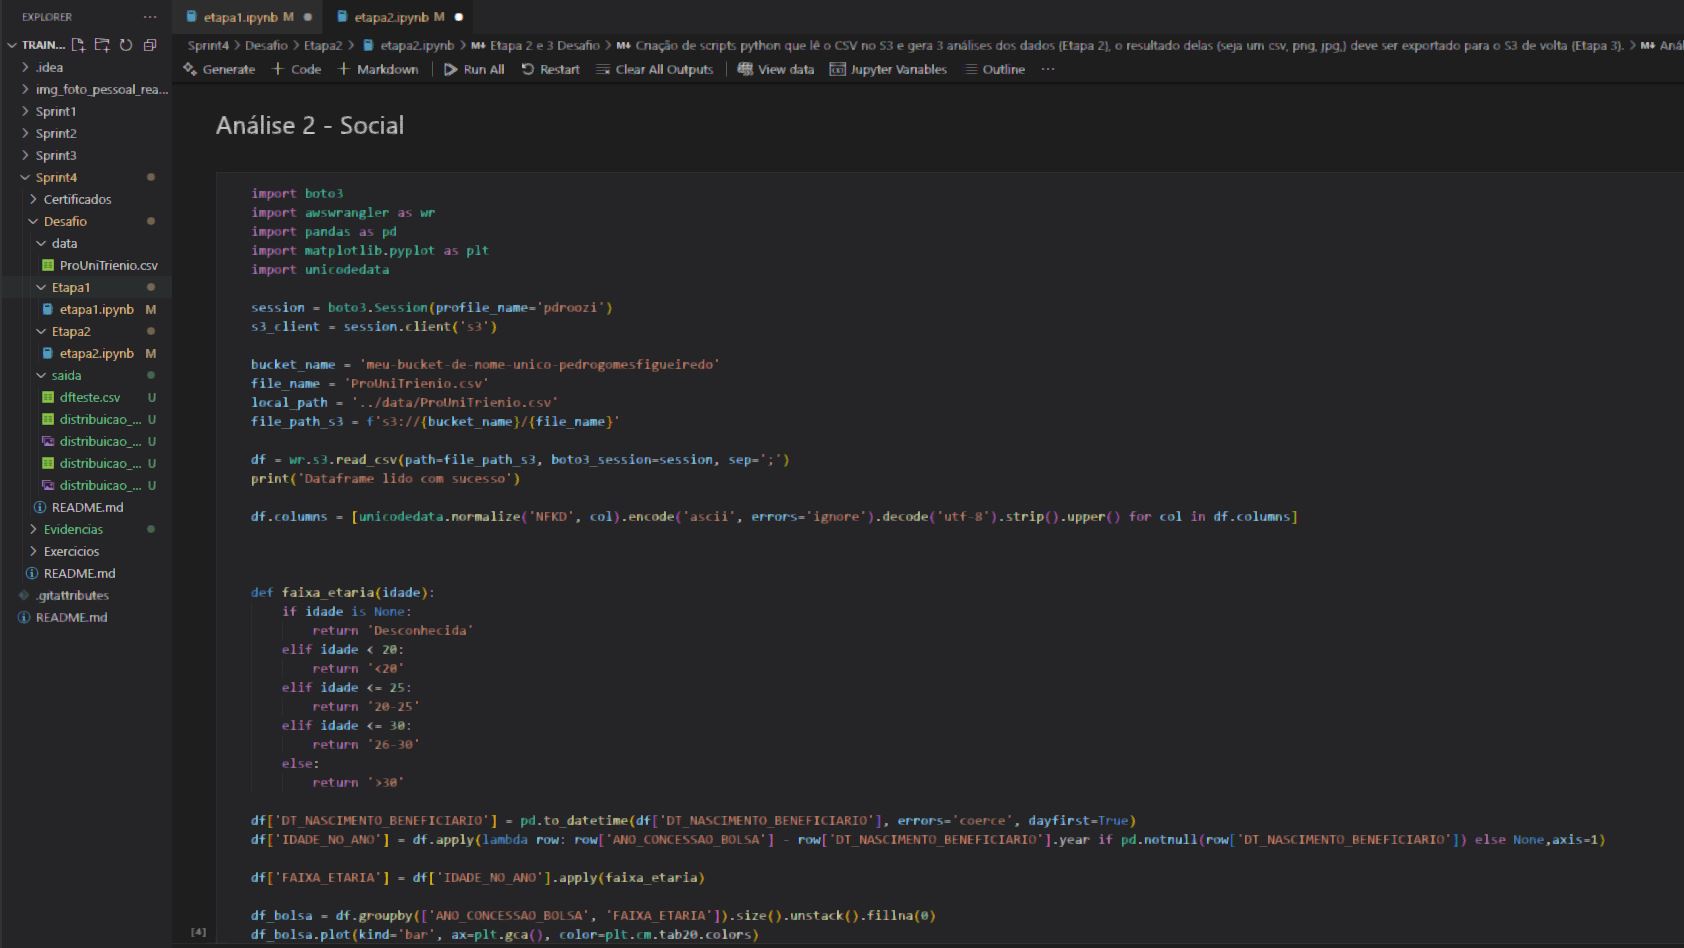 EXPLORER
TRAIN...
.idea
img_foto_pessoal_rea...
Sprint1
Sprint2
Sprint3
Sprint4
Certificados
Desafio
data
ProUniTrienio.csv
Etapa1
etapa1.ipynb M
Etapa2
etapa2.ipynb M
saida
dfteste.csv U
distribuicao_... U
distribuicao_... U
distribuicao_... U
distribuicao_... U
README.md
Evidencias
Exercicios
README.md
.gitattributes
README.md
etapa1.ipynb M
etapa2.ipynb M
Sprint4 > Desafio > Etapa2 > etapa2.ipynb > M↓ Etapa 2 e 3 Desafio > M↓ Criação de scripts python que lê o CSV no S3 e gera 3 análises dos dados (Etapa 2), o resultado delas (seja um csv, png, jpg,) deve ser exportado para o S3 de volta (Etapa 3). > M↓ Anál
Generate + Code + Markdown Run All Restart Clear All Outputs View data Jupyter Variables Outline ...
Análise 2 - Social
import boto3
import awswrangler as wr
import pandas as pd
import matplotlib.pyplot as plt
import unicodedata
session = boto3.Session(profile_name='pdroozi')
s3_client = session.client('s3')
bucket_name = 'meu-bucket-de-nome-unico-pedrogomesfigueiredo'
file_name = 'ProUniTrienio.csv'
local_path = '../data/ProUniTrienio.csv'
file_path_s3 = f's3://{bucket_name}/{file_name}'
df = wr.s3.read_csv(path=file_path_s3, boto3_session=session, sep=';')
print('Dataframe lido com sucesso')
df.columns = [unicodedata.normalize('NFKD', col).encode('ascii', errors='ignore').decode('utf-8').strip().upper() for col in df.columns]
def faixa_etaria(idade):
if idade is None:
return 'Desconhecida'
elif idade < 20:
return '<20'
elif idade <= 25:
return '20-25'
elif idade <= 30:
return '26-30'
else:
return '>30'
df['DT_NASCIMENTO_BENEFICIARIO'] = pd.to_datetime(df['DT_NASCIMENTO_BENEFICIARIO'], errors='coerce', dayfirst=True)
df['IDADE_NO_ANO'] = df.apply(lambda row: row['ANO_CONCESSAO_BOLSA'] - row['DT_NASCIMENTO_BENEFICIARIO'].year if pd.notnull(row['DT_NASCIMENTO_BENEFICIARIO']) else None,axis=1)
df['FAIXA_ETARIA'] = df['IDADE_NO_ANO'].apply(faixa_etaria)
df_bolsa = df.groupby(['ANO_CONCESSAO_BOLSA', 'FAIXA_ETARIA']).size().unstack().fillna(0)
df_bolsa.plot(kind='bar', ax=plt.gca(), color=plt.cm.tab20.colors)
[4]